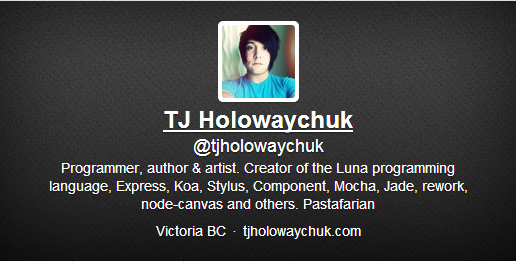 TJ Holowaychuk
@tjholowaychuk
Programmer, author & artist. Creator of the Luna programming
language, Express, Koa, Stylus, Component, Mocha, Jade, rework,
node-canvas and others. Pastafarian
Victoria BC · tjholowaychuk.com